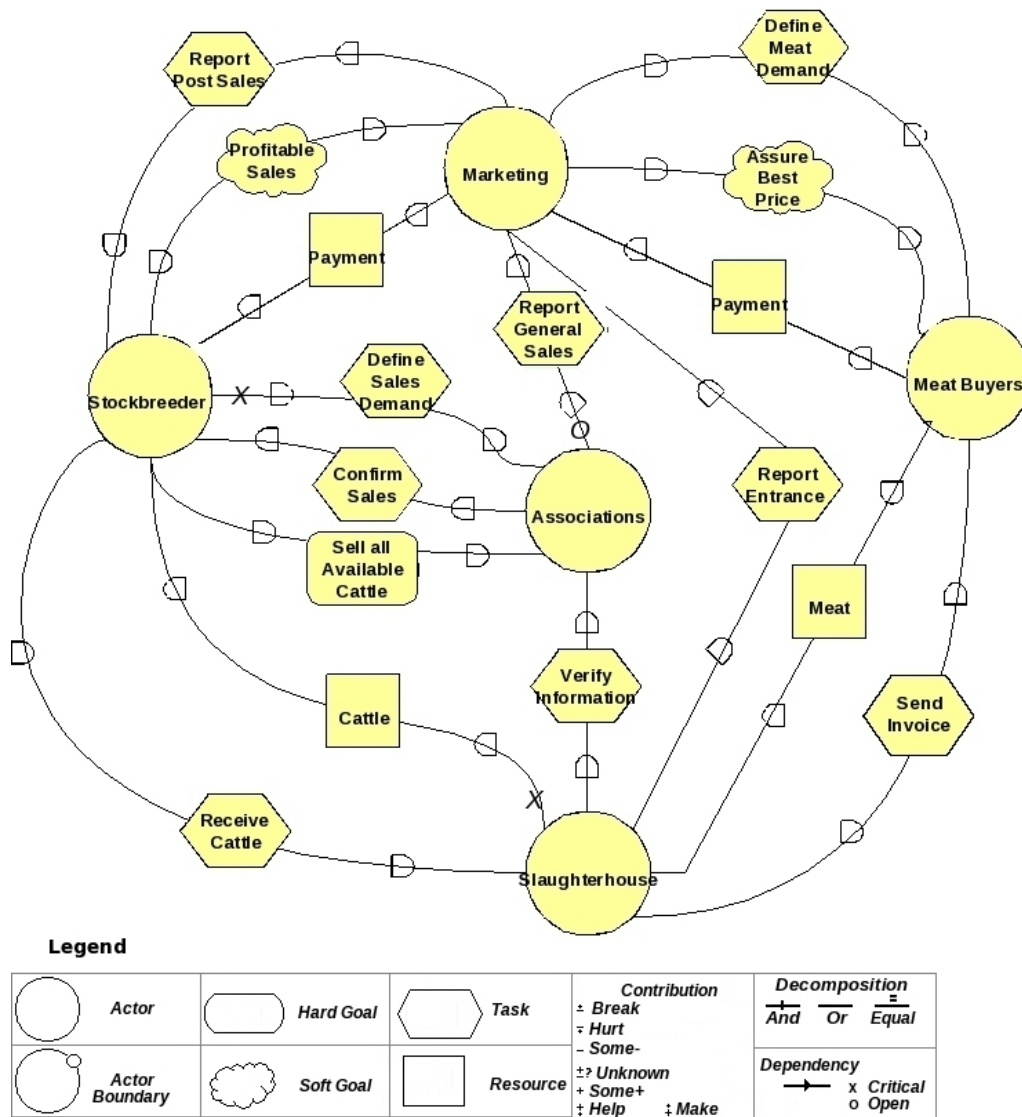 Report
Post Sales
Define
Meat
Demand
Profitable
Sales
Marketing
Assure
Best
Price
Payment
Payment
Report
General
Sales
Stockbreeder
X
Define
Sales
Demand
O
Meat Buyers
Confirm
Sales
Report
Entrance
Associations
Sell all
Available
Cattle
Meat
Verify
Information
Cattle
Send
Invoice
X
Receive
Cattle
Slaughterhouse
Legend
Actor
Hard Goal
Task
Contribution
Break
Hurt
- Some-
? Unknown
+ Some+
Help
Make
Decomposition
And Or Equal
Actor
Boundary
Soft Goal
Resource
Dependency
x Critical
o Open